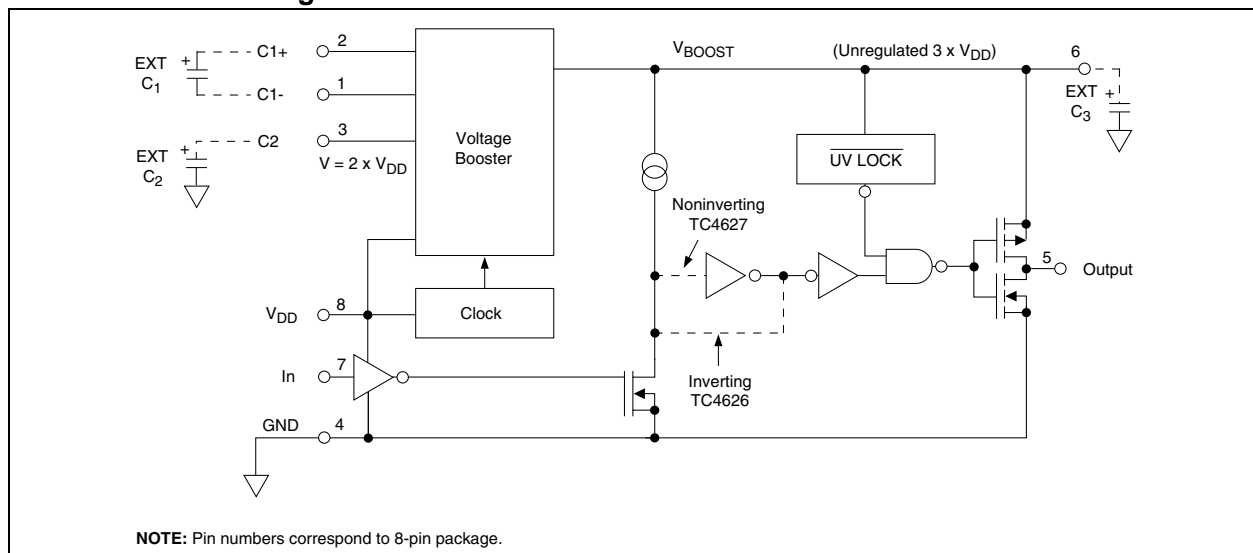 C1+
2
EXT
C1
+
C1-
1
C2
3
EXT
C2
+
V = 2 x VDD
Voltage
Booster
VBOOST
(Unregulated 3 x VDD)
6
EXT
C3
+
UV LOCK
Noninverting
TC4627
5
Output
VDD
8
Clock
In
7
Inverting
TC4626
GND
4
NOTE: Pin numbers correspond to 8-pin package.